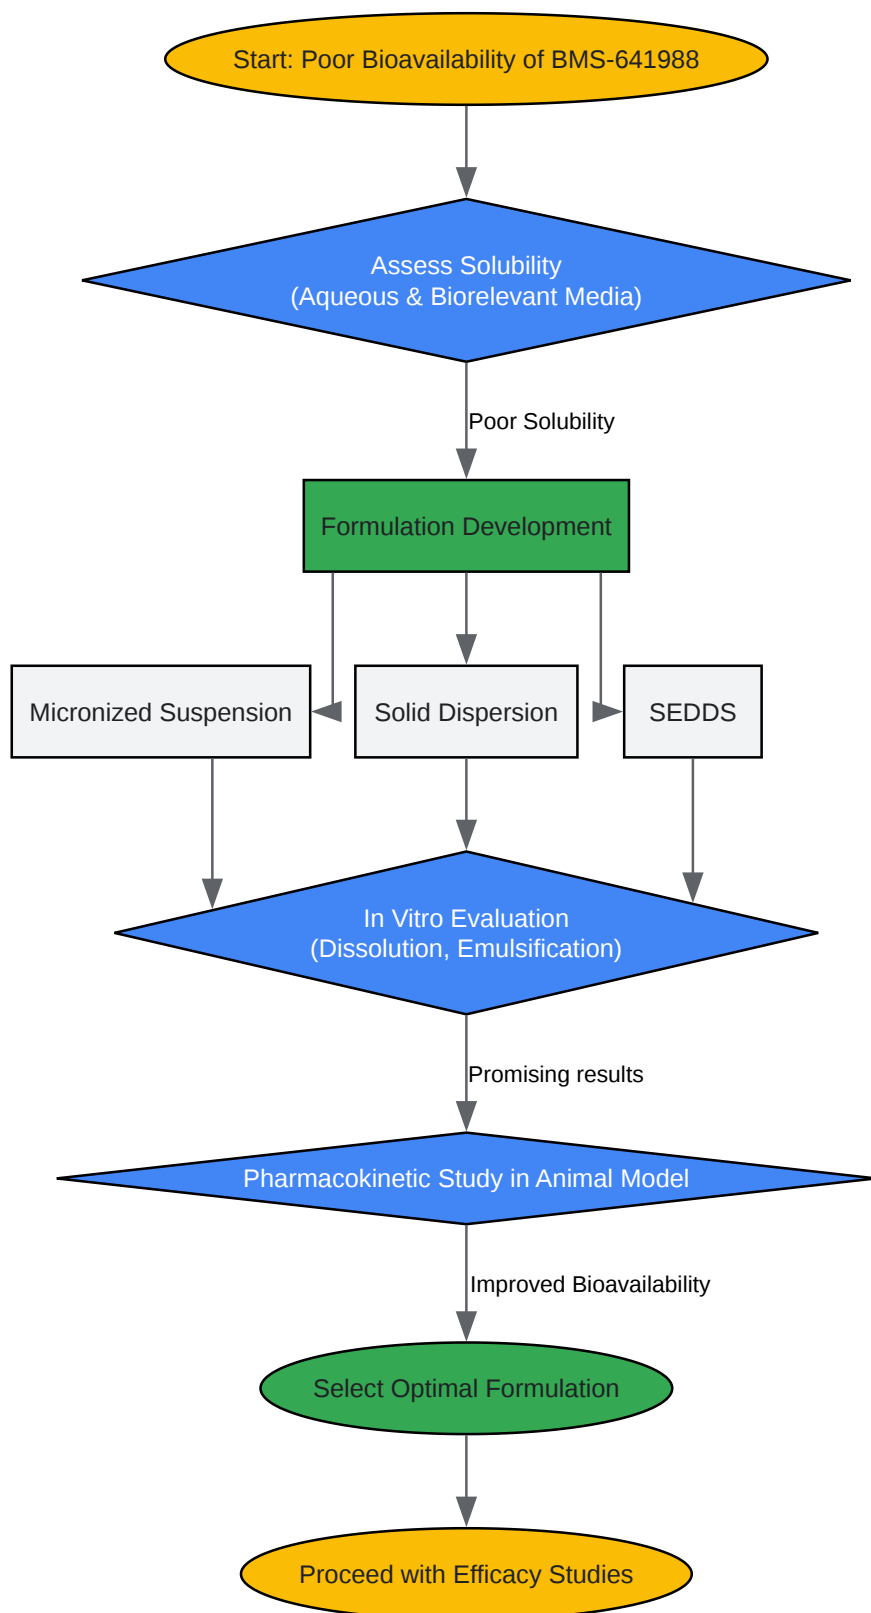 Start: Poor Bioavailability of BMS-641988
Assess Solubility
(Aqueous & Biorelevant Media)
Poor Solubility
Formulation Development
Micronized Suspension
Solid Dispersion
SEDDS
In Vitro Evaluation
(Dissolution, Emulsification)
Promising results
Pharmacokinetic Study in Animal Model
Improved Bioavailability
Select Optimal Formulation
Proceed with Efficacy Studies